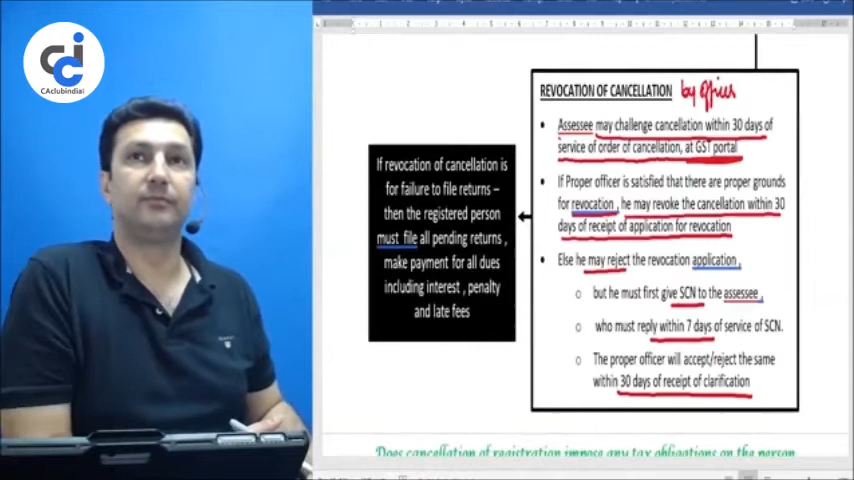 CAclubindia
If revocation of cancellation is
for failure to file returns –
then the registered person
must file all pending returns ,
make payment for all dues
including interest , penalty
and late fees
REVOCATION OF CANCELLATION by officer
• Assessee may challenge cancellation within 30 days of
service of order of cancellation, at GST portal
• If Proper officer is satisfied that there are proper grounds
for revocation , he may revoke the cancellation within 30
days of receipt of application for revocation
• Else he may reject the revocation application ,
o but he must first give SCN to the assessee ,
o who must reply within 7 days of service of SCN.
o The proper officer will accept/reject the same
within 30 days of receipt of clarification
Does cancellation of registration impose any tax obligations on the person